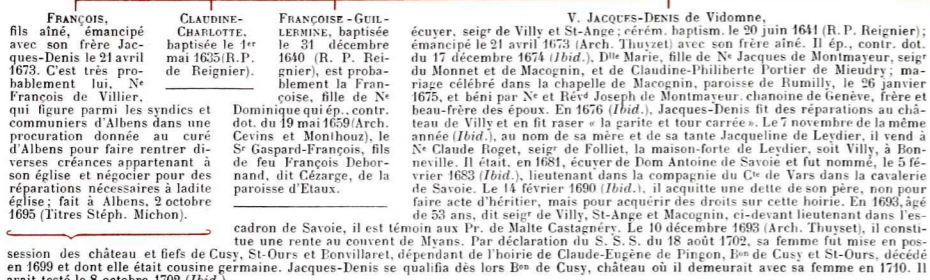 FRANÇOIS,
fils aîné, émancipé
avec son frère Jac-
ques-Denis le 21 avril
1673. C'est très pro-
bablement lui, Nᵉ
François de Villier,
qui figure parmi les syndics et
communiers d'Albens dans une
procuration donnée au curé
d'Albens pour faire rentrer di-
verses créances appartenant à
son église et négocier pour des
réparations nécessaires à ladite
église ; fait à Albens, 2 octobre
1695 (Titres Stéph. Michon).
CLAUDINE-
CHARLOTTE,
baptisée le 1ᵉʳ
mai 1635 (R.P.
de Reignier).
FRANÇOISE-GUIL-
LERMINE, baptisée
le 31 décembre
1640 (R. P. Rei-
gnier), est proba-
blement la Fran-
çoise, fille de Nᵉ
Dominique qui ép., contr.
dot. du 19 mai 1659 (Arch.
Cevins et Monthouz), le
Sʳ Gaspard-François, fils
de feu François Debor-
nand, dit Cézarge, de la
paroisse d'Etaux.
V. JACQUES-DENIS de Vidomne,
écuyer, seigʳ de Villy et St-Ange ; cérém. baptism. le 20 juin 1641 (R. P. Reignier) ;
émancipé le 21 avril 1673 (Arch. Thuyzet) avec son frère aîné. Il ép., contr. dot.
du 17 décembre 1674 (Ibid.), Dˡˡᵉ Marie, fille de Nᵉ Jacques de Montmayeur, seigʳ
du Monnet et de Macognin, et de Claudine-Philiberte Portier de Mieudry ; ma-
riage célébré dans la chapelle de Macognin, paroisse de Rumilly, le 26 janvier
1675, et béni par Nᵉ et Révᵈ Joseph de Montmayeur, chanoine de Genève, frère et
beau-frère des époux. En 1676 (Ibid.), Jacques-Denis fit des réparations au châ-
teau de Villy et en fit raser « la garite et tour carrée ». Le 7 novembre de la même
année (Ibid.), au nom de sa mère et de sa tante Jacqueline de Leydier, il vend à
Nᵉ Claude Roget, seigʳ de Folliet, la maison-forte de Leydier, soit Villy, à Bon-
neville. Il était, en 1681, écuyer de Dom Antoine de Savoie et fut nommé, le 5 fé-
vrier 1683 (Ibid.), lieutenant dans la compagnie du Cᵗᵉ de Vars dans la cavalerie
de Savoie. Le 14 février 1690 (Ibid.), il acquitte une dette de son père, non pour
faire acte d'héritier, mais pour acquérir des droits sur cette hoirie. En 1693, âgé
de 53 ans, dit seigʳ de Villy, St-Ange et Macognin, ci-devant lieutenant dans l'es-
cadron de Savoie, il est témoin aux Pr. de Malte Castagnéry. Le 10 décembre 1693 (Arch. Thuyset), il consti-
tue une rente au couvent de Myans. Par déclaration du S. S. S. du 18 août 1702, sa femme fut mise en pos-
session des château et fiefs de Cusy, St-Ours et Bonvillaret, dépendant de l'hoirie de Claude-Eugène de Pingon, Bᵒⁿ de Cusy et St-Ours, décédé
en 1699 et dont elle était cousine germaine. Jacques-Denis se qualifia dès lors Bᵒⁿ de Cusy, château où il demeurait avec sa femme en 1710. Il
avait testé le 8 octobre 1708 (Ibid.)